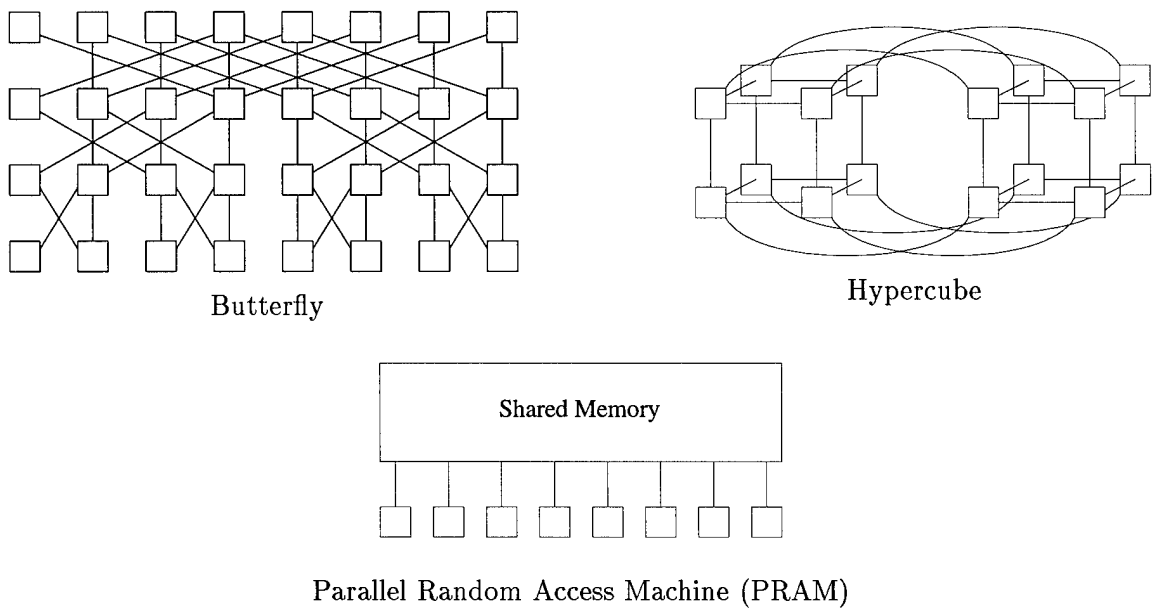 Butterfly
Hypercube
Shared Memory
Parallel Random Access Machine (PRAM)